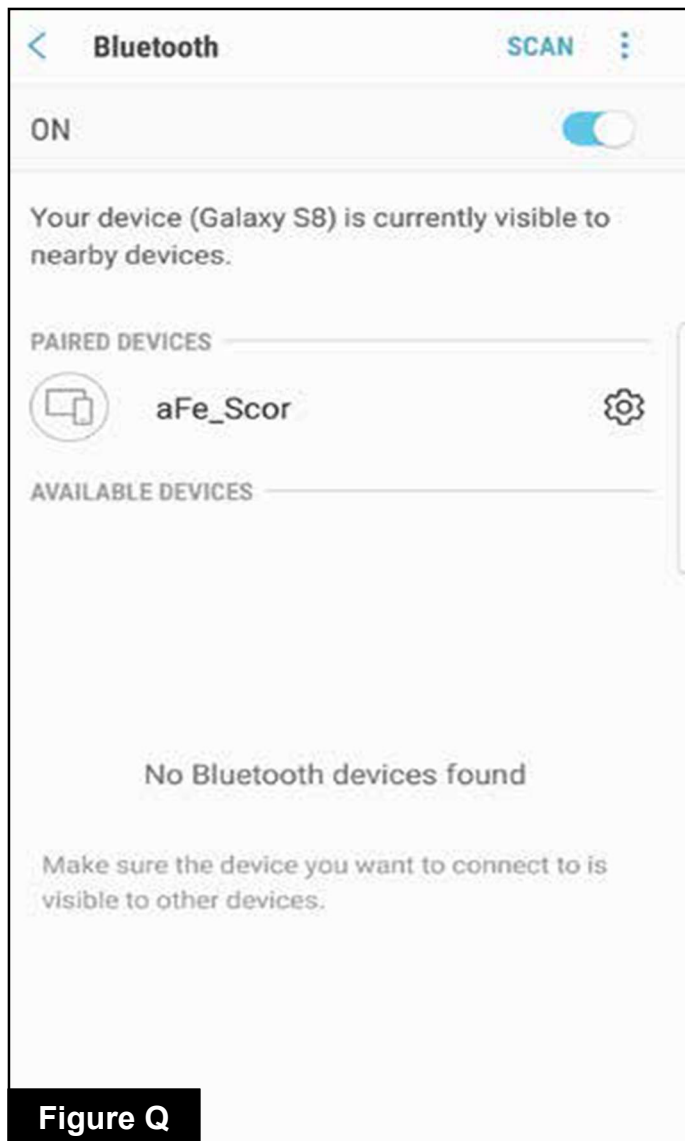 Bluetooth SCAN
ON
Your device (Galaxy S8) is currently visible to
nearby devices.
PAIRED DEVICES
aFe_Scor
AVAILABLE DEVICES
No Bluetooth devices found
Make sure the device you want to connect to is
visible to other devices.
Figure Q